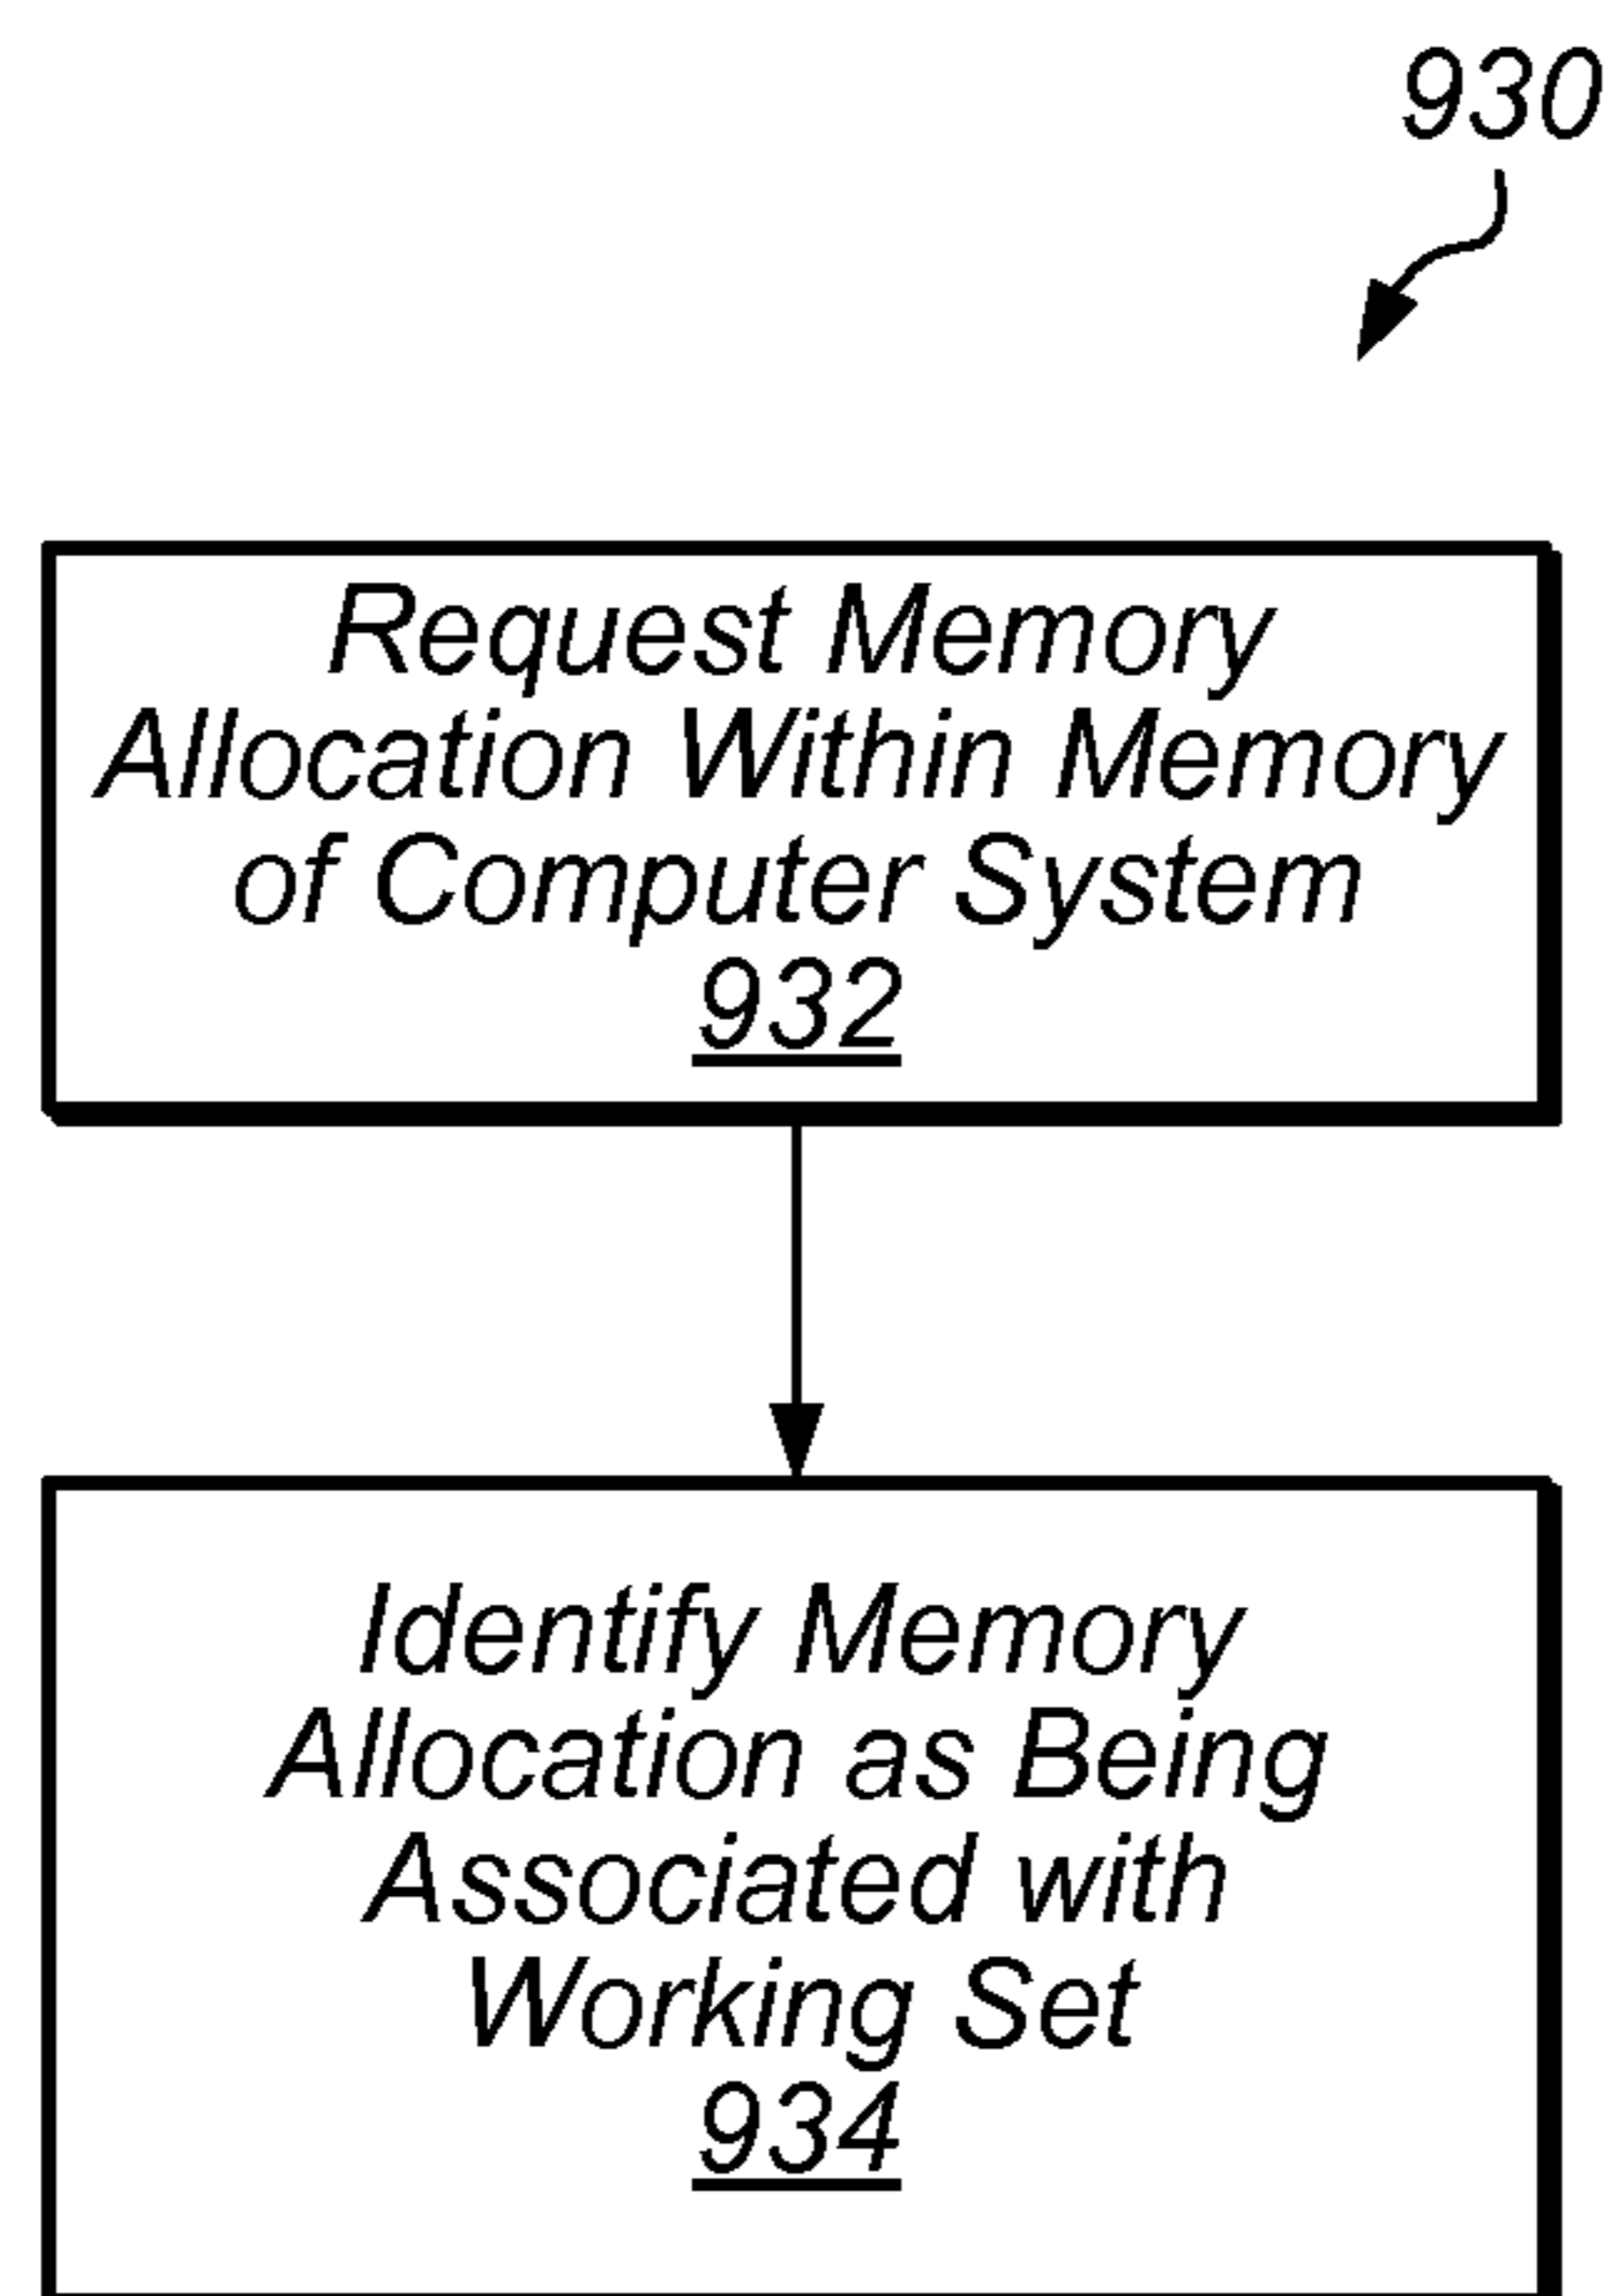 930
Request Memory
Allocation Within Memory
of Computer System
932
Identify Memory
Allocation as Being
Associated with
Working Set
934